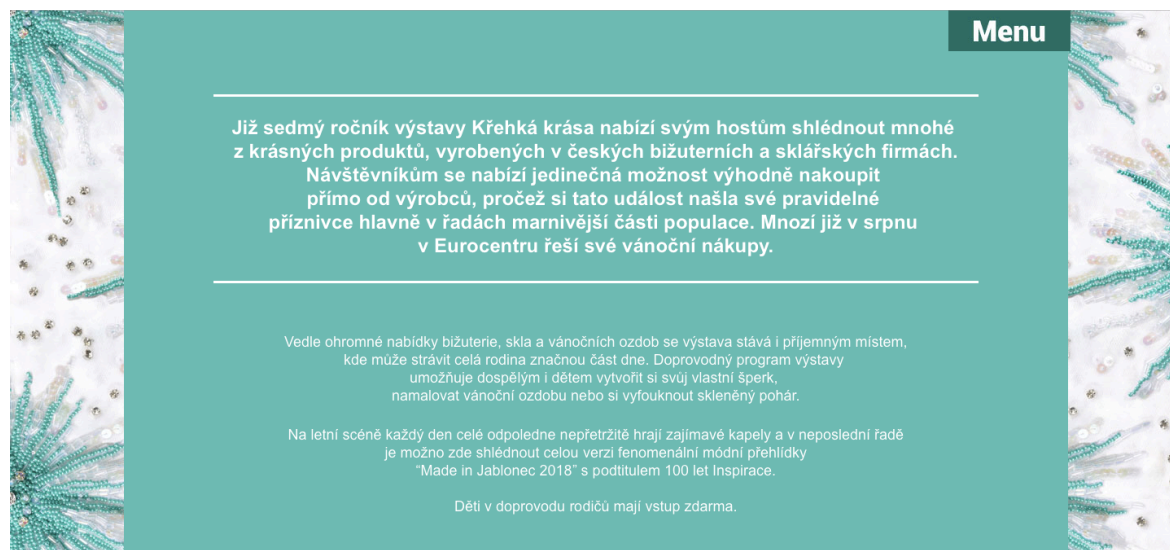 Menu
Již sedmý ročník výstavy Křehká krása nabízí svým hostům shlédnout mnohé
z krásných produktů, vyrobených v českých bižuterních a sklářských firmách.
Návštěvníkům se nabízí jedinečná možnost výhodně nakoupit
přímo od výrobců, pročež si tato událost našla své pravidelné
příznivce hlavně v řadách marnivější části populace. Mnozí již v srpnu
v Eurocentru řeší své vánoční nákupy.
Vedle ohromné nabídky bižuterie, skla a vánočních ozdob se výstava stává i příjemným místem,
kde může strávit celá rodina značnou část dne. Doprovodný program výstavy
umožňuje dospělým i dětem vytvořit si svůj vlastní šperk,
namalovat vánoční ozdobu nebo si vyfouknout skleněný pohár.
Na letní scéně každý den celé odpoledne nepřetržitě hrají zajímavé kapely a v neposlední řadě
je možno zde shlédnout celou verzi fenomenální módní přehlídky
“Made in Jablonec 2018” s podtitulem 100 let Inspirace.
Děti v doprovodu rodičů mají vstup zdarma.